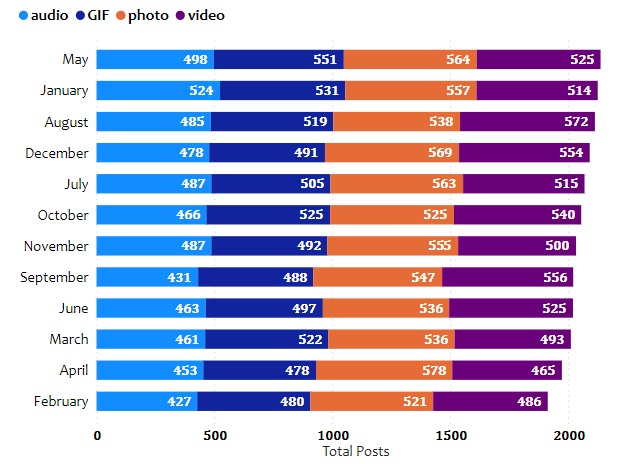 audio GIF photo video
May 498 551 564 525
January 524 531 557 514
August 485 519 538 572
December 478 491 569 554
July 487 505 563 515
October 466 525 525 540
November 487 492 555 500
September 431 488 547 556
June 463 497 536 525
March 461 522 536 493
April 453 478 578 465
February 427 480 521 486
0 500 1000 1500 2000
Total Posts